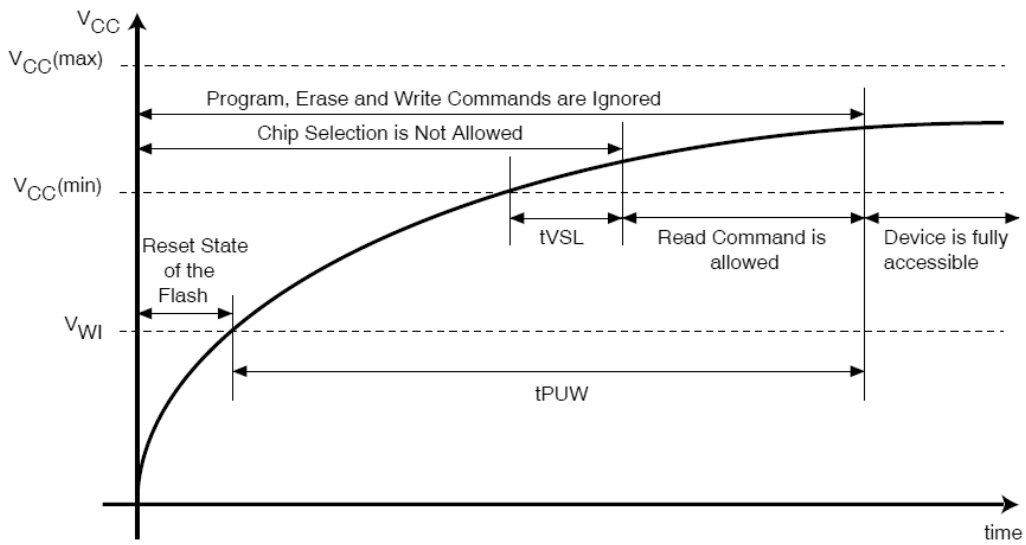 VCC
VCC(max)
Program, Erase and Write Commands are Ignored
Chip Selection is Not Allowed
VCC(min)
tVSL
Read Command is
allowed
Device is fully
accessible
Reset State
of the
Flash
VWI
tPUW
time